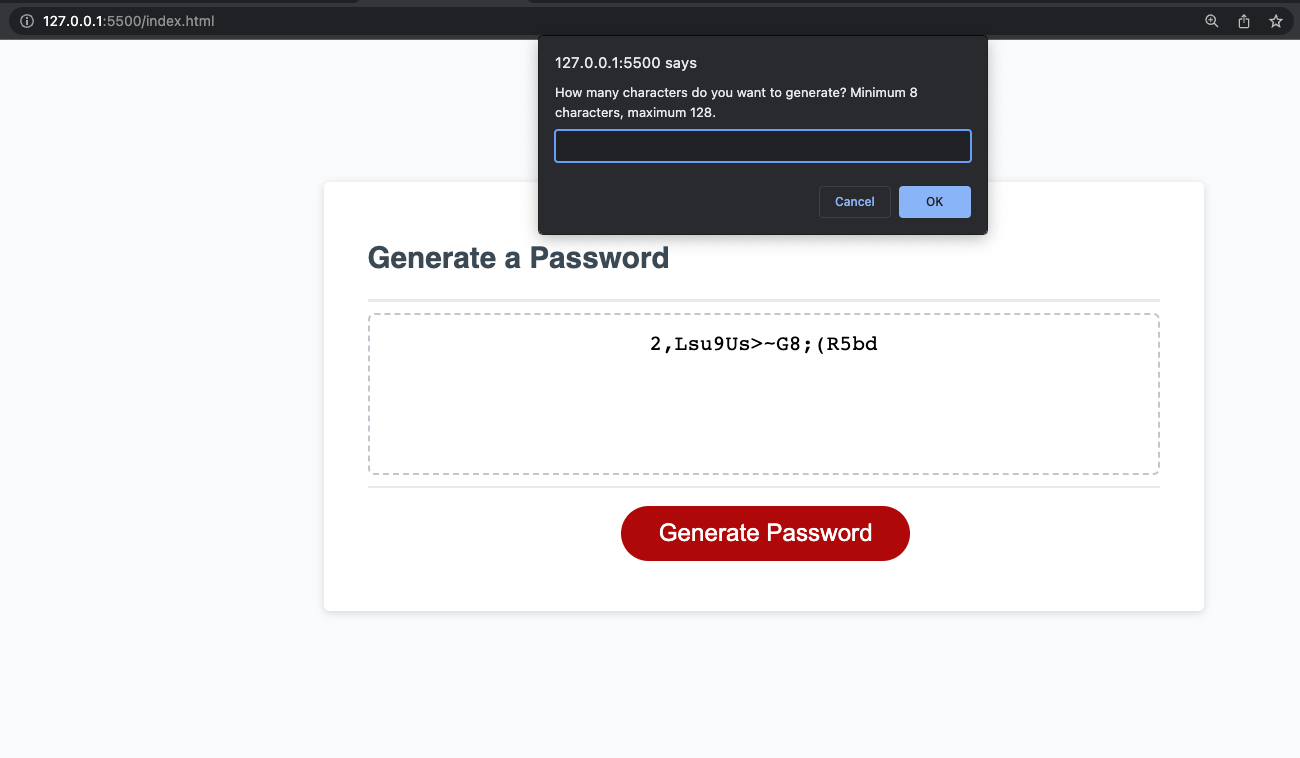 127.0.0.1:5500/index.html
127.0.0.1:5500 says
How many characters do you want to generate? Minimum 8
characters, maximum 128.
Cancel
OK
Generate a Password
2,Lsu9Us>~G8;(R5bd
Generate Password